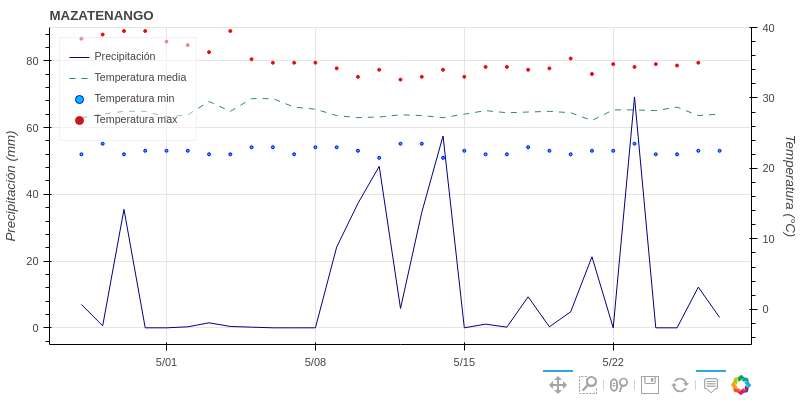 MAZATENANGO
Precipitación
Temperatura media
Temperatura min
Temperatura max
80
60
40
20
0
Precipitación (mm)
40
30
20
10
0
Temperatura (°C)
5/01
5/08
5/15
5/22